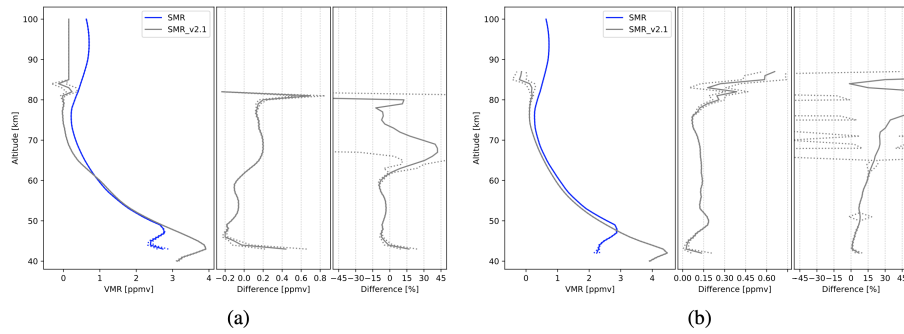 100
90
80
70
60
50
40
Altitude [km]
SMR
SMR_v2.1
0 1 2 3 4
VMR [ppmv]
−0.2 0.0 0.2 0.4 0.6 0.8
Difference [ppmv]
−45 −30 −15 0 15 30 45
Difference [%]
(a)
100
90
80
70
60
50
40
Altitude [km]
SMR
SMR_v2.1
0 1 2 3 4
VMR [ppmv]
0.00 0.15 0.30 0.45 0.60
Difference [ppmv]
−45 −30 −15 0 15 30 45
Difference [%]
(b)